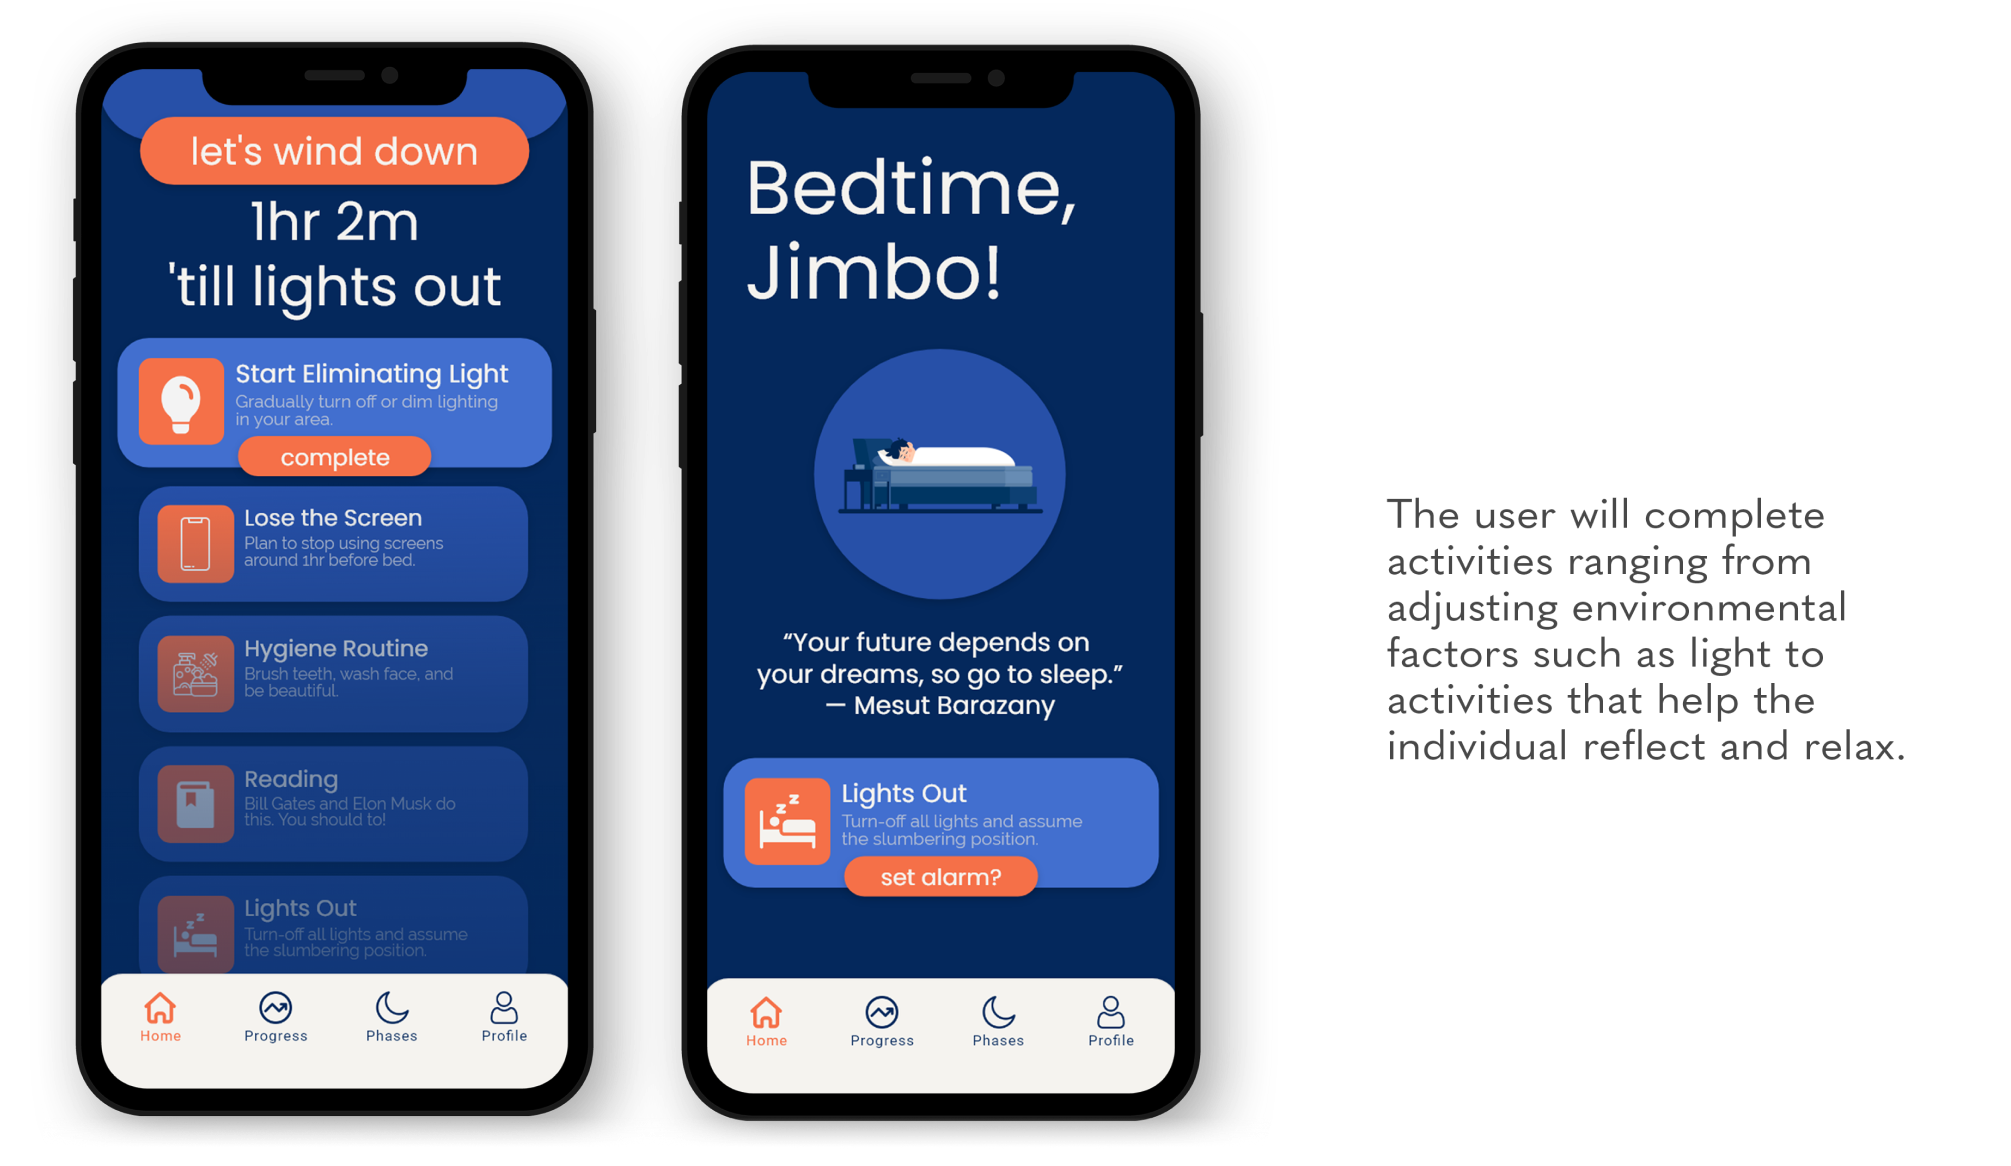 let's wind down
1hr 2m
'till lights out
Start Eliminating Light
Gradually turn off or dim lighting
in your area.
complete
Lose the Screen
Plan to stop using screens
around 1hr before bed.
Hygiene Routine
Brush teeth, wash face, and
be beautiful.
Reading
Bill Gates and Elon Musk do
this. You should to!
Lights Out
Turn-off all lights and assume
the slumbering position.
Home
Progress
Phases
Profile
Bedtime,
Jimbo!
“Your future depends on
your dreams, so go to sleep.”
— Mesut Barazany
Lights Out
Turn-off all lights and assume
the slumbering position.
set alarm?
Home
Progress
Phases
Profile
The user will complete
activities ranging from
adjusting environmental
factors such as light to
activities that help the
individual reflect and relax.